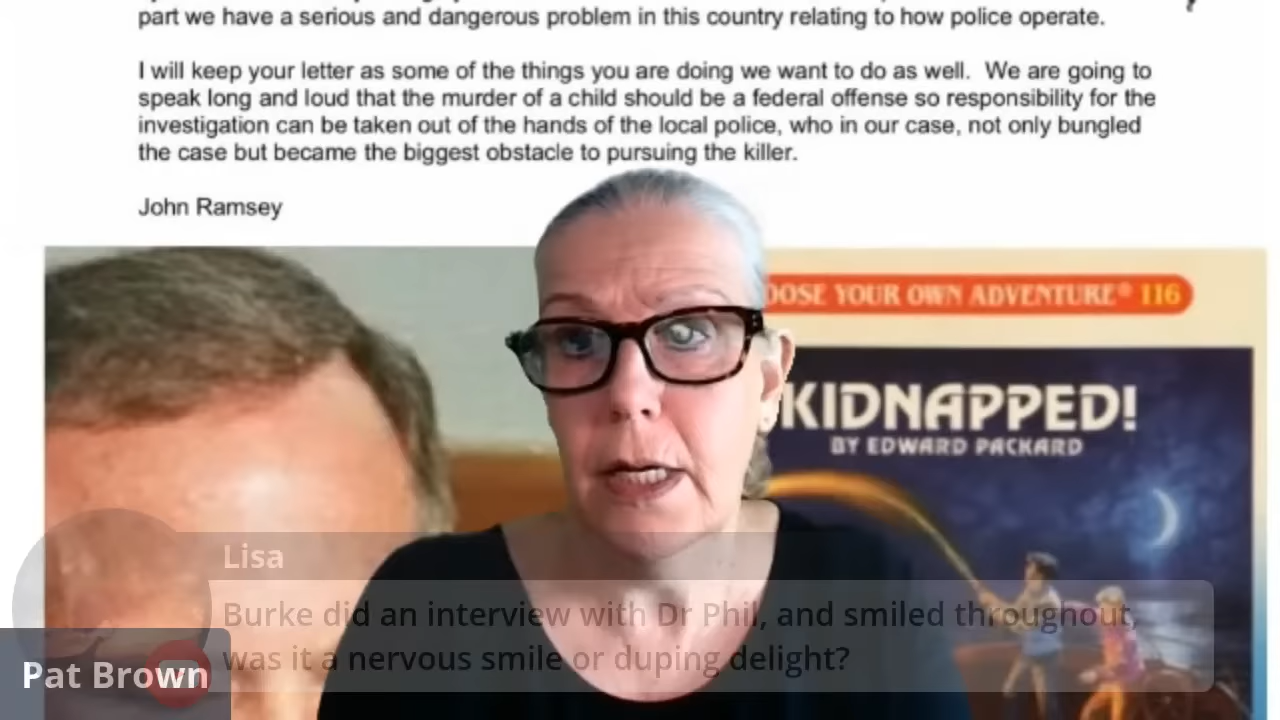 part we have a serious and dangerous problem in this country relating to how police operate.
I will keep your letter as some of the things you are doing we want to do as well.  We are going to
speak long and loud that the murder of a child should be a federal offense so responsibility for the
investigation can be taken out of the hands of the local police, who in our case, not only bungled
the case but became the biggest obstacle to pursuing the killer.
John Ramsey
OOSE YOUR OWN ADVENTURE® 116
KIDNAPPED!
BY EDWARD PACKARD
Lisa
Burke did an interview with Dr Phil, and smiled throughout,
was it a nervous smile or duping delight?
Pat Brown